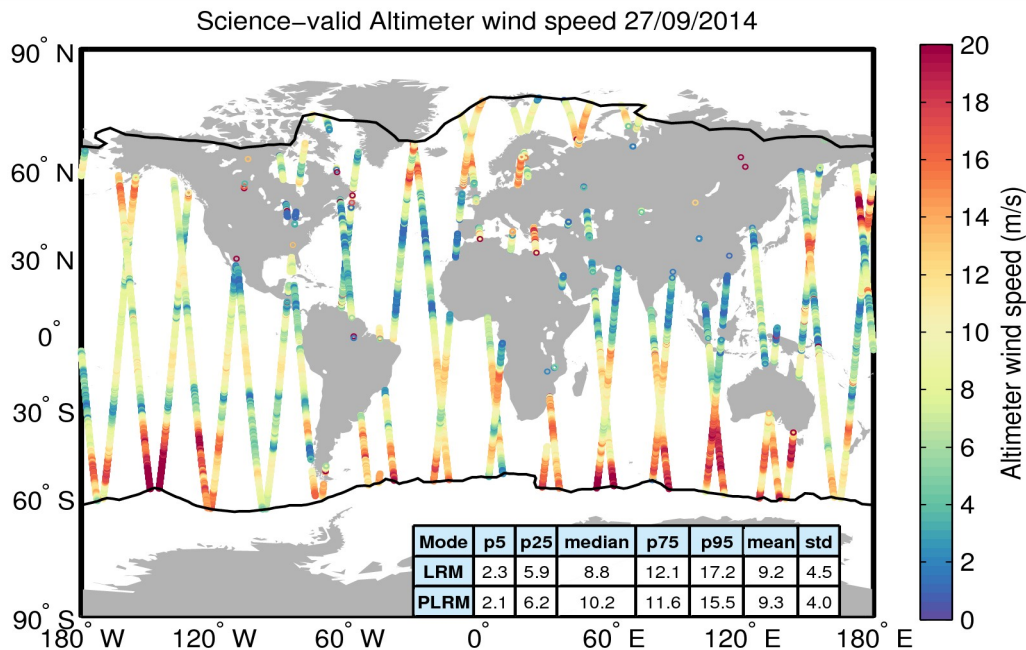 Science−valid Altimeter wind speed 27/09/2014
90° N
60° N
30° N
0°
30° S
60° S
90° S
180° W
120° W
60° W
0°
60° E
120° E
180° E
Mode p5 p25 median p75 p95 mean std
LRM 2.3 5.9 8.8 12.1 17.2 9.2 4.5
PLRM 2.1 6.2 10.2 11.6 15.5 9.3 4.0
20
18
16
14
12
10
8
6
4
2
0
Altimeter wind speed (m/s)